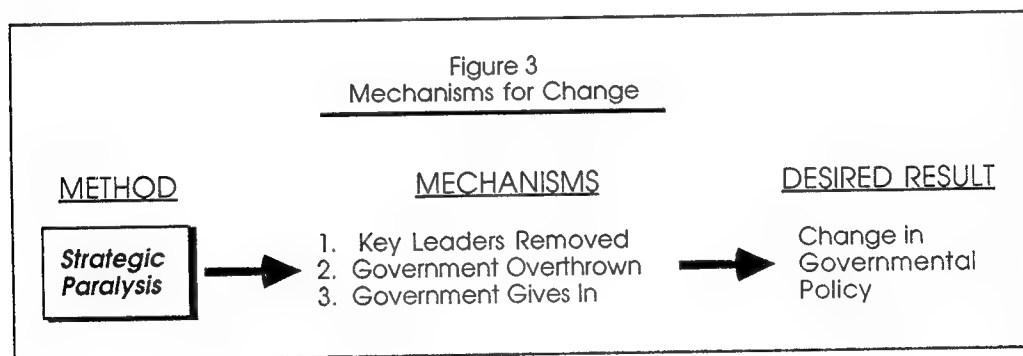 Figure 3
Mechanisms for Change
METHOD
Strategic
Paralysis
MECHANISMS
1. Key Leaders Removed
2. Government Overthrown
3. Government Gives In
DESIRED RESULT
Change in
Governmental
Policy